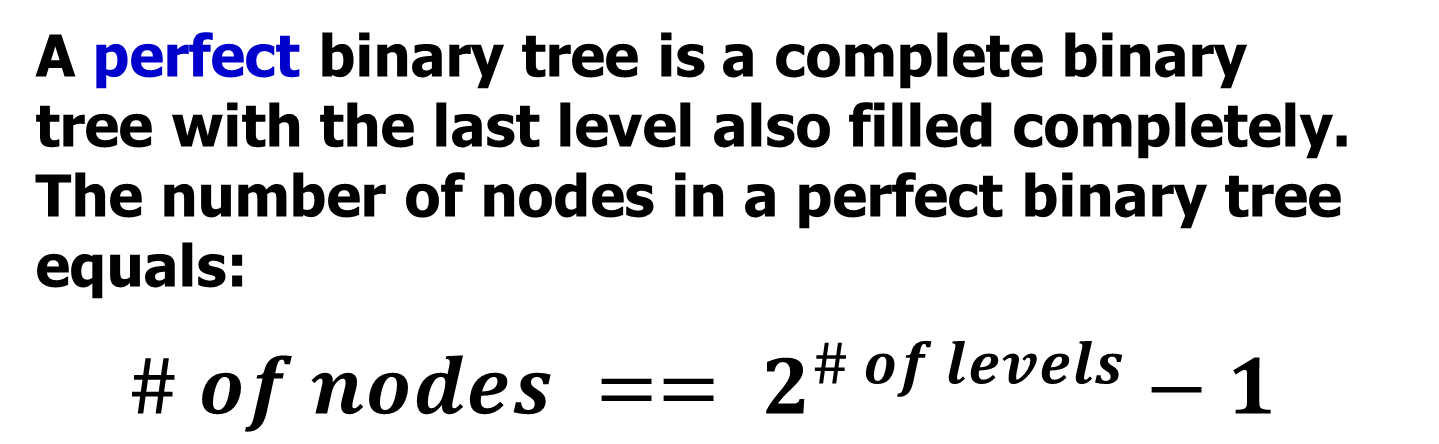 A perfect binary tree is a complete binary
tree with the last level also filled completely.
The number of nodes in a perfect binary tree
equals:
# of nodes == 2^# of levels − 1